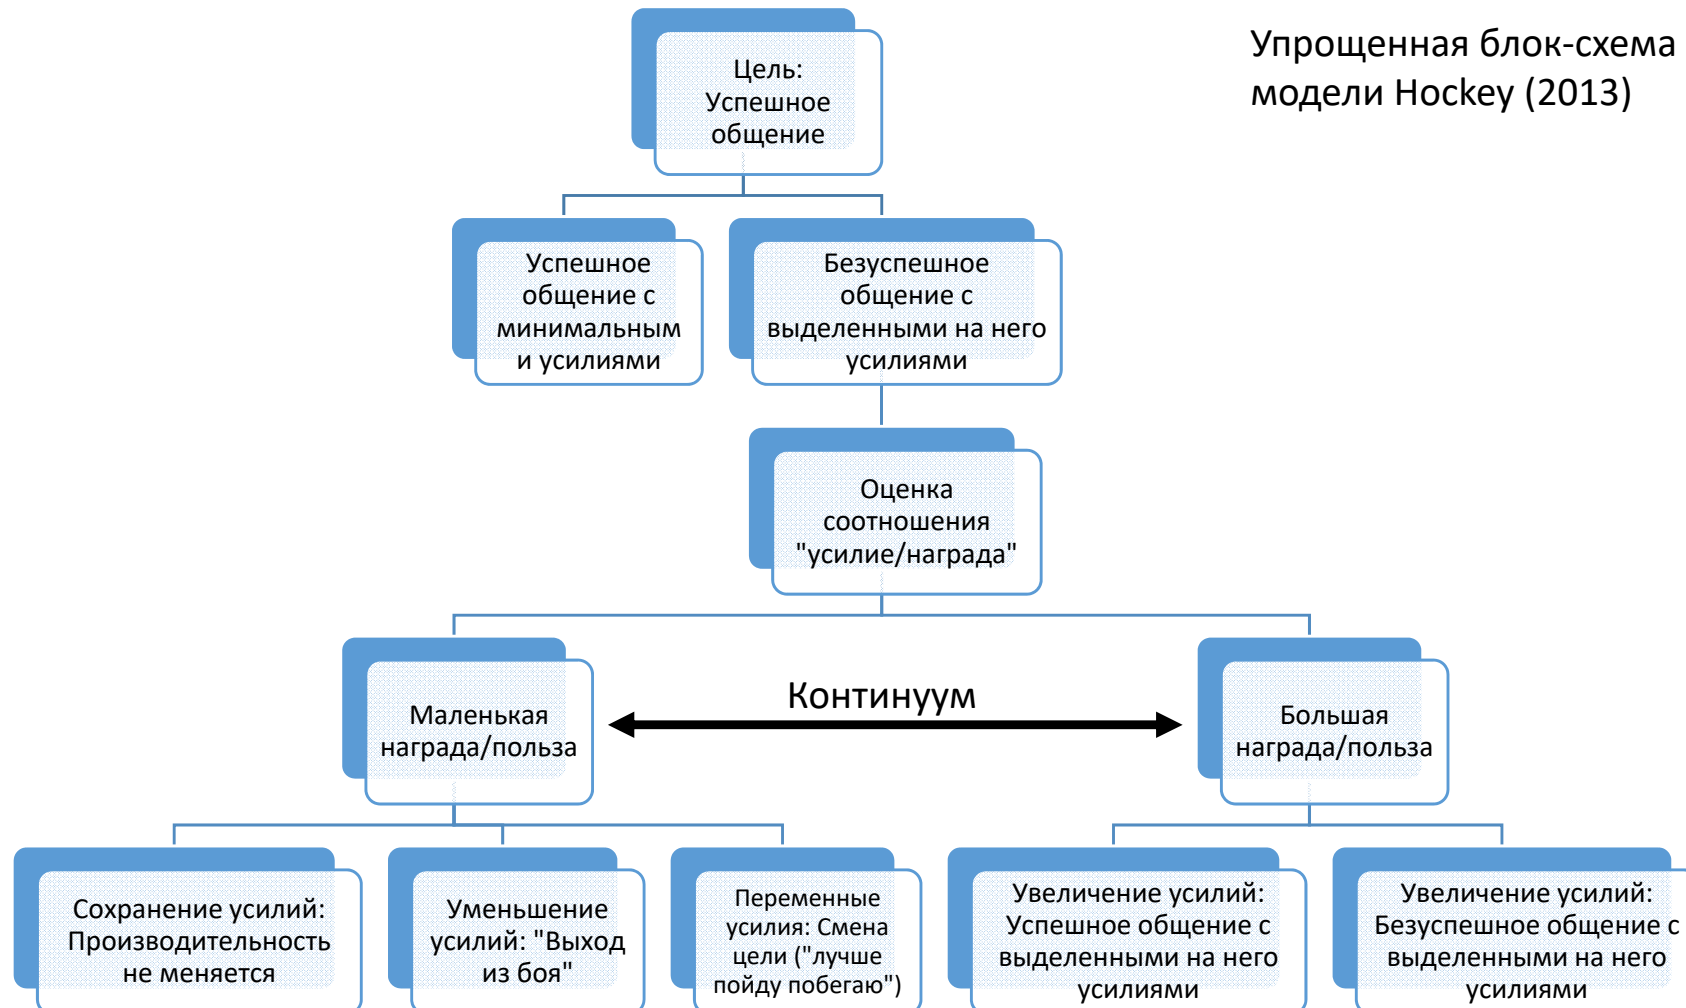 Упрощенная блок-схема
модели Hockey (2013)
Цель:
Успешное
общение
Успешное
общение с
минимальным
и усилиями
Безуспешное
общение с
выделенными на него
усилиями
Оценка
соотношения
"усилие/награда"
Маленькая
награда/польза
Континуум
Большая
награда/польза
Сохранение усилий:
Производительность
не меняется
Уменьшение
усилий: "Выход
из боя"
Переменные
усилия: Смена
цели ("лучше
пойду побегаю")
Увеличение усилий:
Успешное общение с
выделенными на него
усилиями
Увеличение усилий:
Безуспешное общение с
выделенными на него
усилиями